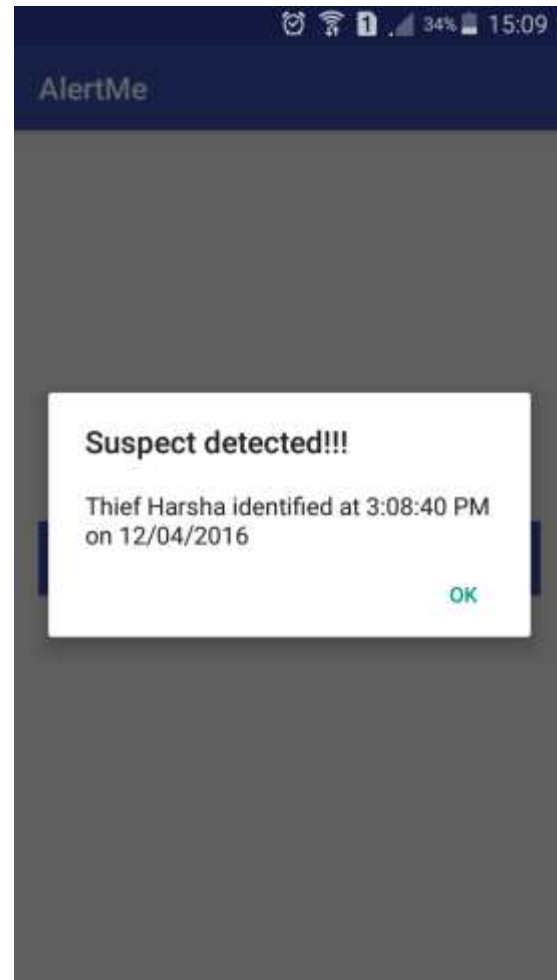 1 34% 15:09
AlertMe
Suspect detected!!!
Thief Harsha identified at 3:08:40 PM
on 12/04/2016
OK